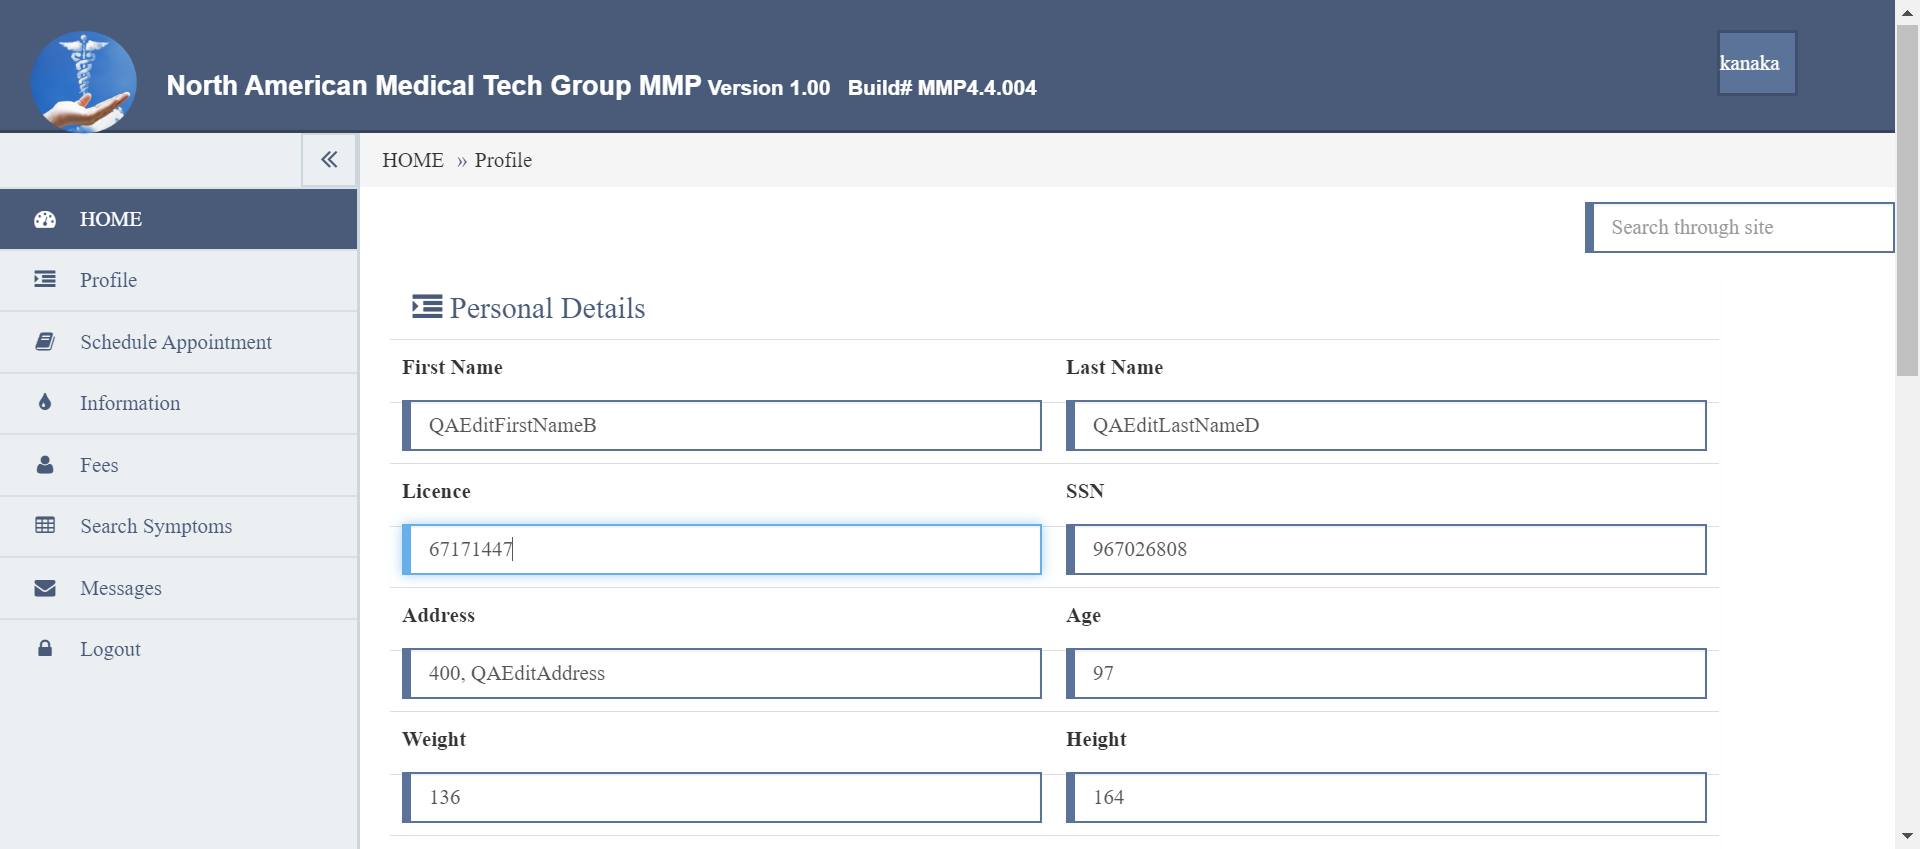 North American Medical Tech Group MMP Version 1.00 Build# MMP4.4.004
kanaka
HOME » Profile
HOME
Profile
Schedule Appointment
Information
Fees
Search Symptoms
Messages
Logout
Search through site
Personal Details
First Name
Last Name
QAEditFirstNameB
QAEditLastNameD
Licence
SSN
67171447
967026808
Address
Age
400, QAEditAddress
97
Weight
Height
136
164